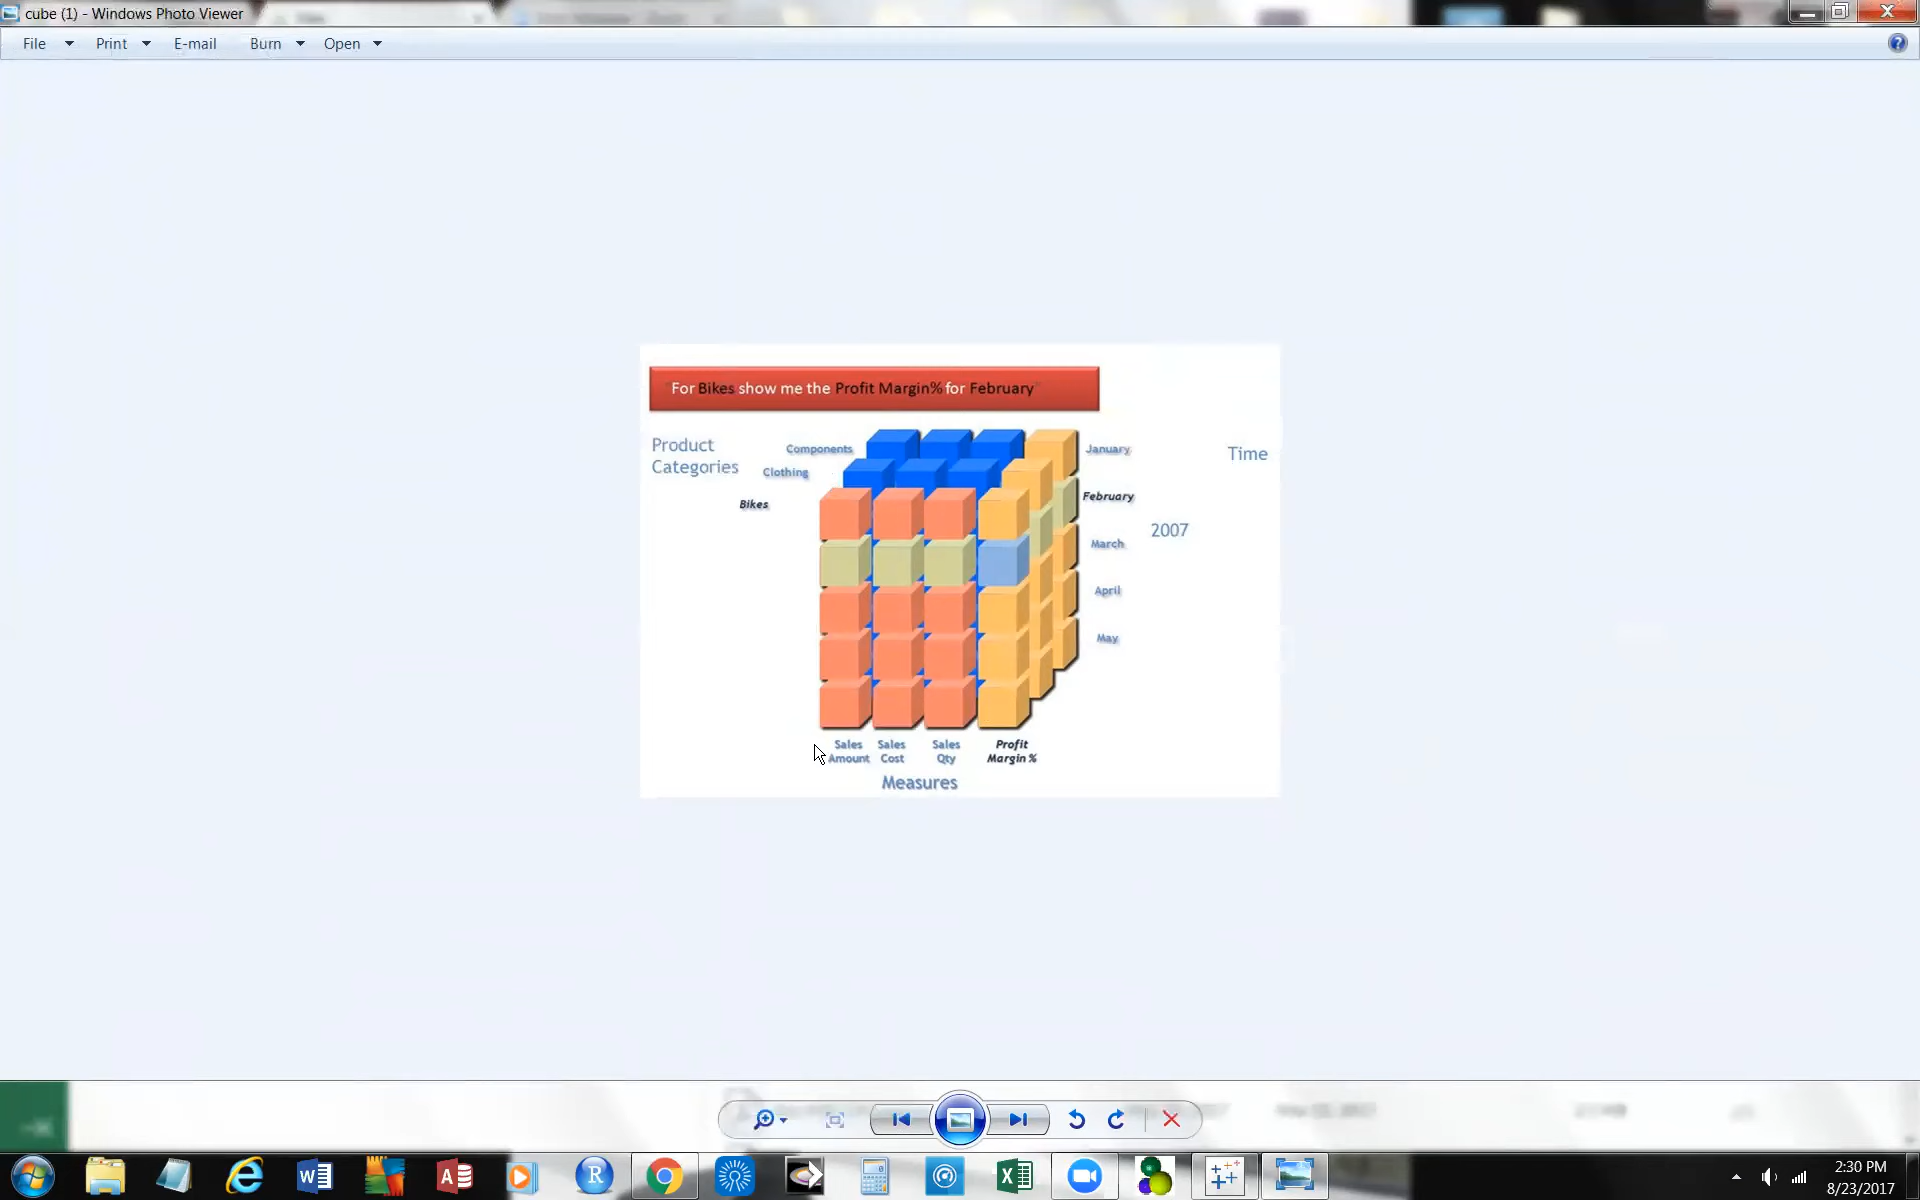 cube (1) - Windows Photo Viewer
File Print E-mail Burn Open
"For Bikes show me the Profit Margin% for February"
Product
Categories
Components
Clothing
Bikes
January
February
March
April
May
Time
2007
Sales
Amount
Sales
Cost
Sales
Qty
Profit
Margin %
Measures
2:30 PM
8/23/2017